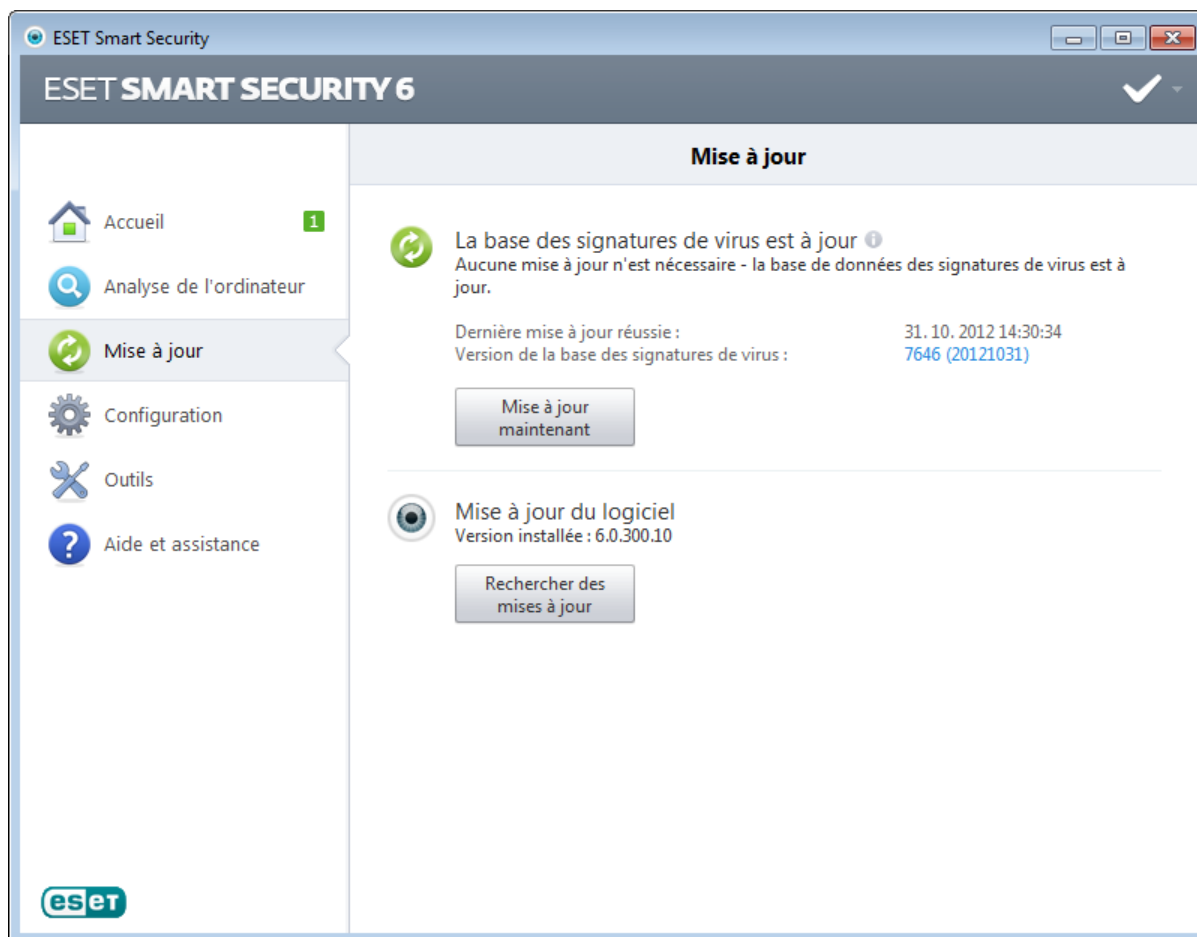 ESET Smart Security
ESET SMART SECURITY 6
Mise à jour
Accueil
1
Analyse de l'ordinateur
Mise à jour
Configuration
Outils
Aide et assistance
La base des signatures de virus est à jour
Aucune mise à jour n'est nécessaire - la base de données des signatures de virus est à
jour.
Dernière mise à jour réussie : 31. 10. 2012 14:30:34
Version de la base des signatures de virus : 7646 (20121031)
Mise à jour
maintenant
Mise à jour du logiciel
Version installée : 6.0.300.10
Rechercher des
mises à jour
eset